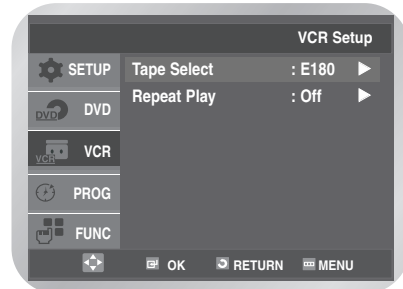 VCR Setup
SETUP
Tape Select : E180
Repeat Play : Off
DVD DVD
VCR VCR
PROG
FUNC
OK RETURN MENU